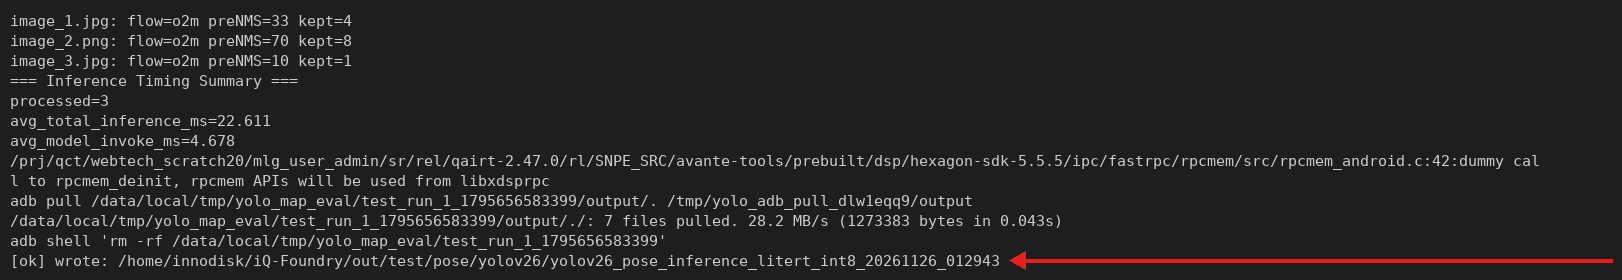 image_1.jpg: flow=o2m preNMS=33 kept=4
image_2.png: flow=o2m preNMS=70 kept=8
image_3.jpg: flow=o2m preNMS=10 kept=1
=== Inference Timing Summary ===
processed=3
avg_total_inference_ms=22.611
avg_model_invoke_ms=4.678
/prj/qct/webtech_scratch20/mlg_user_admin/sr/rel/qairt-2.47.0/rl/SNPE_SRC/avante-tools/prebuilt/dsp/hexagon-sdk-5.5.5/ipc/fastrpc/rpcmem/src/rpcmem_android.c:42:dummy cal
l to rpcmem_deinit, rpcmem APIs will be used from libxdsprpc
adb pull /data/local/tmp/yolo_map_eval/test_run_1_1795656583399/output/. /tmp/yolo_adb_pull_dlw1eqq9/output
/data/local/tmp/yolo_map_eval/test_run_1_1795656583399/output/./: 7 files pulled. 28.2 MB/s (1273383 bytes in 0.043s)
adb shell 'rm -rf /data/local/tmp/yolo_map_eval/test_run_1_1795656583399'
[ok] wrote: /home/innodisk/iQ-Foundry/out/test/pose/yolov26/yolov26_pose_inference_litert_int8_20261126_012943